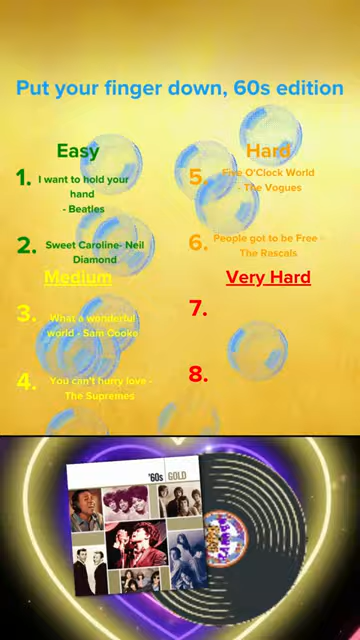 Put your finger down, 60s edition
Easy
1. I want to hold your
hand
- Beatles
2. Sweet Caroline- Neil
Diamond
Medium
3. What a wonderful
world - Sam Cooke
4. You can't hurry love -
The Supremes
Hard
5. Five O'Clock World
- The Vogues
6. People got to be Free -
The Rascals
Very Hard
7.
8.
'60s GOLD